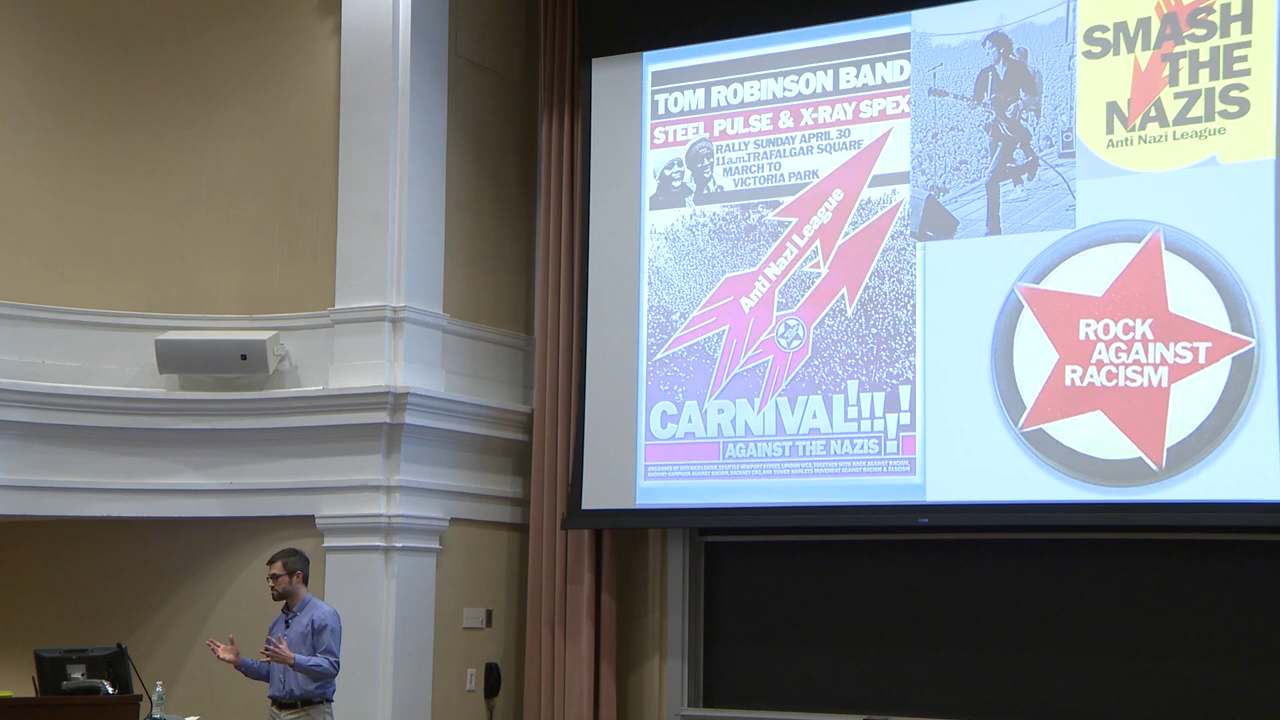 TOM ROBINSON BAND
STEEL PULSE & X-RAY SPEX
RALLY SUNDAY APRIL 30
11a.m.TRAFALGAR SQUARE
MARCH TO
VICTORIA PARK
Anti Nazi League
CARNIVAL!!!!
AGAINST THE NAZIS
SMASH
THE
NAZIS
Anti Nazi League
ROCK
AGAINST
RACISM